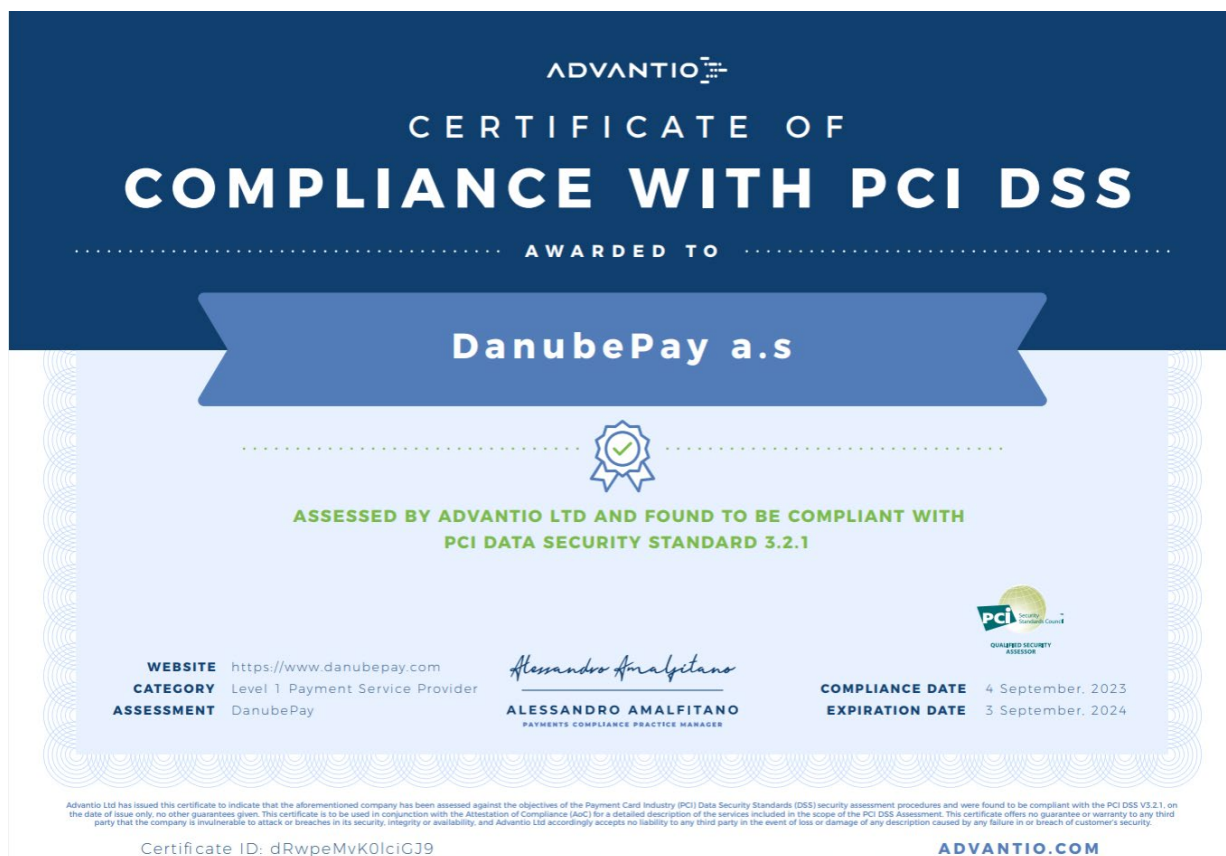 ADVANTIO
CERTIFICATE OF
COMPLIANCE WITH PCI DSS
AWARDED TO
DanubePay a.s
ASSESSED BY ADVANTIO LTD AND FOUND TO BE COMPLIANT WITH
PCI DATA SECURITY STANDARD 3.2.1
PCI Security
Standards Council
QUALIFIED SECURITY
ASSESSOR
WEBSITE https://www.danubepay.com
CATEGORY Level 1 Payment Service Provider
ASSESSMENT DanubePay
Alessandro Amalfitano
ALESSANDRO AMALFITANO
PAYMENTS COMPLIANCE PRACTICE MANAGER
COMPLIANCE DATE 4 September, 2023
EXPIRATION DATE 3 September, 2024
Advantio Ltd has issued this certificate to indicate that the aforementioned company has been assessed against the objectives of the Payment Card Industry (PCI) Data Security Standards (DSS) security assessment procedures and were found to be compliant with the PCI DSS V3.2.1, on
the date of issue only, no other guarantees given. This certificate is to be used in conjunction with the Attestation of Compliance (AoC) for a detailed description of the services included in the scope of the PCI DSS Assessment. This certificate offers no guarantee or warranty to any third
party that the company is invulnerable to attack or breaches in its security, integrity or availability, and Advantio Ltd accordingly accepts no liability to any third party in the event of loss or damage of any description caused by any failure in or breach of customer's security.
Certificate ID: dRwpeMvK0lciGJ9
ADVANTIO.COM